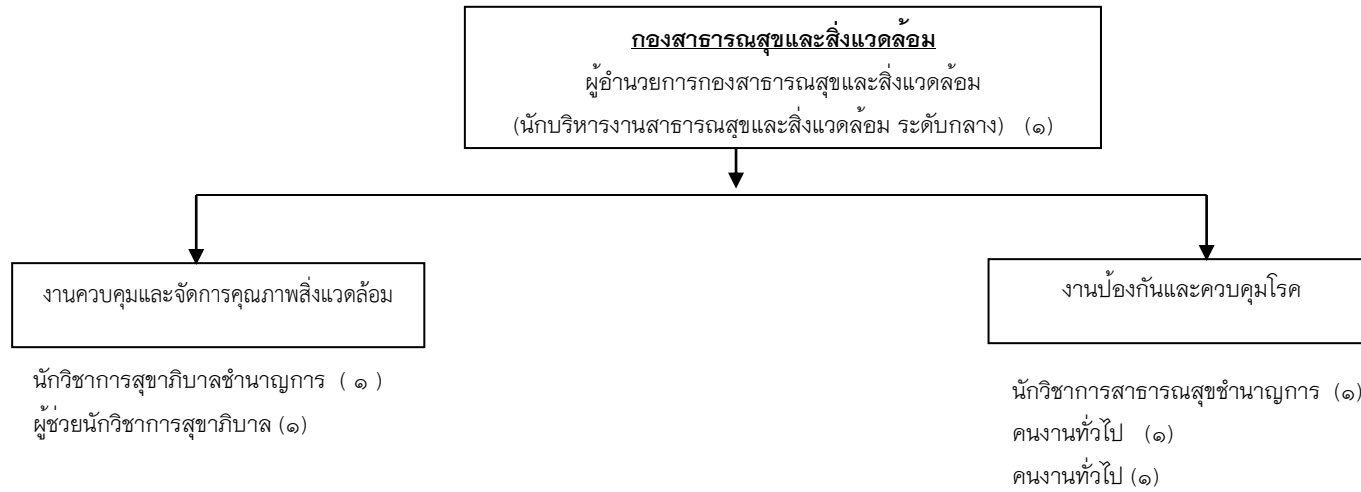 กองสาธารณสุขและสิ่งแวดล้อม
ผู้อำนวยการกองสาธารณสุขและสิ่งแวดล้อม
(นักบริหารงานสาธารณสุขและสิ่งแวดล้อม ระดับกลาง) (๑)
งานควบคุมและจัดการคุณภาพสิ่งแวดล้อม
นักวิชาการสุขาภิบาลชำนาญการ ( ๑ )
ผู้ช่วยนักวิชาการสุขาภิบาล (๑)
งานป้องกันและควบคุมโรค
นักวิชาการสาธารณสุขชำนาญการ (๑)
คนงานทั่วไป (๑)
คนงานทั่วไป (๑)